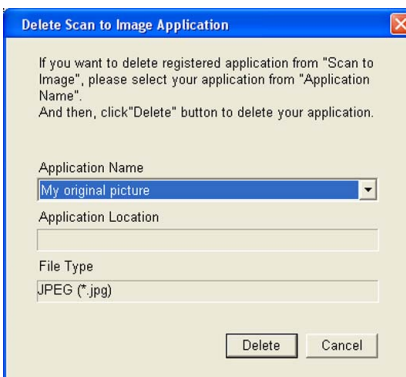 Delete Scan to Image Application
If you want to delete registered application from "Scan to
Image", please select your application from "Application
Name".
And then, click"Delete" button to delete your application.
Application Name
My original picture
Application Location
File Type
JPEG (*.jpg)
Delete Cancel